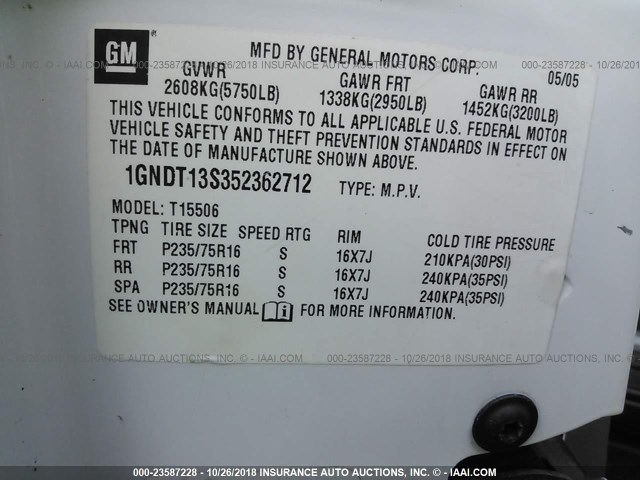 GM®
MFD BY GENERAL MOTORS CORP.
GVWR GAWR FRT GAWR RR 05/05
2608KG(5750LB) 1338KG(2950LB) 1452KG(3200LB)
THIS VEHICLE CONFORMS TO ALL APPLICABLE U.S. FEDERAL MOTOR
VEHICLE SAFETY AND THEFT PREVENTION STANDARDS IN EFFECT ON
THE DATE OF MANUFACTURE SHOWN ABOVE.
1GNDT13S352362712 TYPE: M.P.V.
MODEL: T15506
TPNG TIRE SIZE SPEED RTG RIM COLD TIRE PRESSURE
FRT P235/75R16 S 16X7J 210KPA(30PSI)
RR P235/75R16 S 16X7J 240KPA(35PSI)
SPA P235/75R16 S 16X7J 240KPA(35PSI)
SEE OWNER'S MANUAL i FOR MORE INFORMATION.
000-23587228 - 10/26/2018 INSURANCE AUTO AUCTIONS, INC. - IAAI.COM